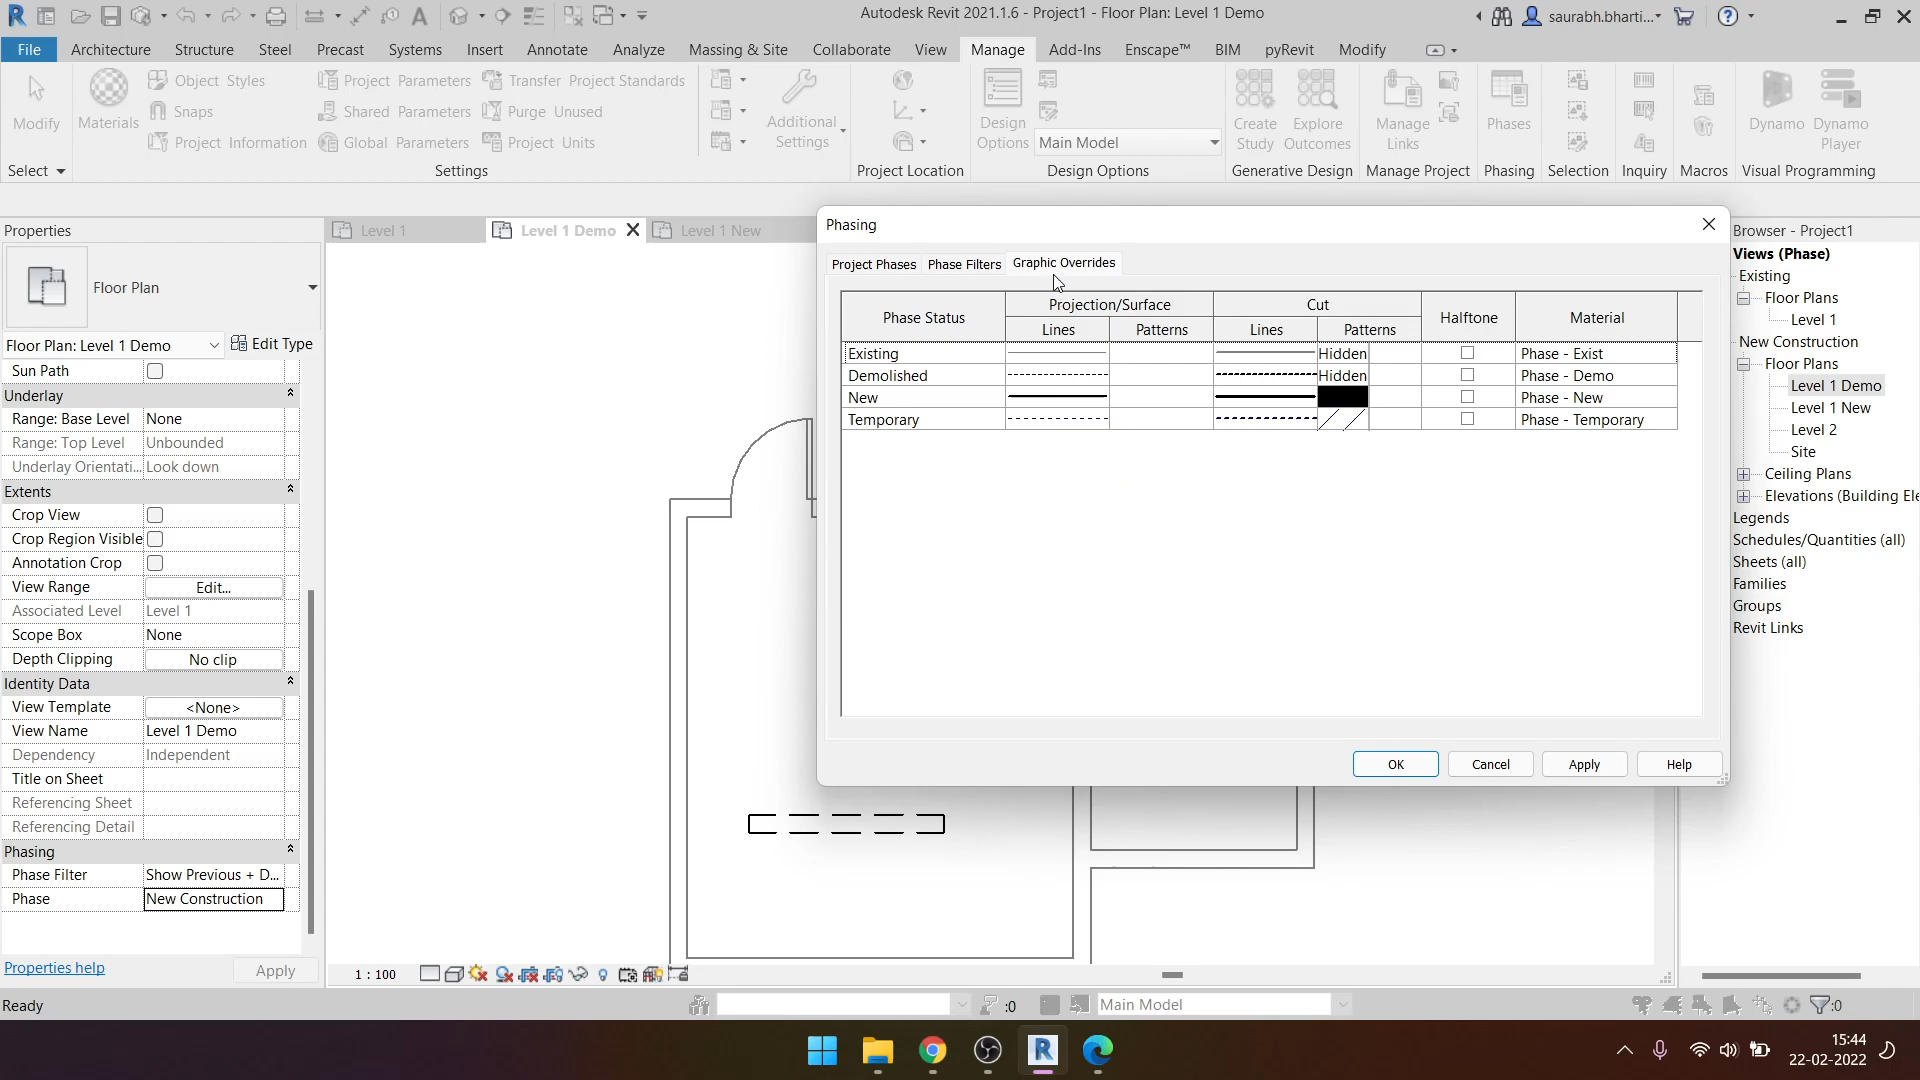 Autodesk Revit 2021.1.6 - Project1 - Floor Plan: Level 1 Demo
saurabh.bharti...
File Architecture Structure Steel Precast Systems Insert Annotate Analyze Massing & Site Collaborate View Manage Add-Ins Enscape™ BIM pyRevit Modify
Modify
Materials
Object Styles
Snaps
Project Information
Project Parameters
Shared Parameters
Global Parameters
Transfer Project Standards
Purge Unused
Project Units
Additional Settings
Design Options
Main Model
Create Study
Explore Outcomes
Manage Links
Phases
Dynamo
Dynamo Player
Select Settings Project Location Design Options Generative Design Manage Project Phasing Selection Inquiry Macros Visual Programming
Properties
Floor Plan
Floor Plan: Level 1 Demo Edit Type
Sun Path
Underlay
Range: Base Level None
Range: Top Level Unbounded
Underlay Orientati... Look down
Extents
Crop View
Crop Region Visible
Annotation Crop
View Range Edit...
Associated Level Level 1
Scope Box None
Depth Clipping No clip
Identity Data
View Template <None>
View Name Level 1 Demo
Dependency Independent
Title on Sheet
Referencing Sheet
Referencing Detail
Phasing
Phase Filter Show Previous + D...
Phase New Construction
Properties help Apply
Level 1 Level 1 Demo Level 1 New
Phasing
Project Phases Phase Filters Graphic Overrides
Phase Status Projection/Surface Cut Halftone Material
Lines Patterns Lines Patterns
Existing Hidden Phase - Exist
Demolished Hidden Phase - Demo
New Phase - New
Temporary Phase - Temporary
OK Cancel Apply Help
Browser - Project1
Views (Phase)
Existing
Floor Plans
Level 1
New Construction
Floor Plans
Level 1 Demo
Level 1 New
Level 2
Site
Ceiling Plans
Elevations (Building Ele
Legends
Schedules/Quantities (all)
Sheets (all)
Families
Groups
Revit Links
1 : 100
Ready :0 Main Model :0
15:44
22-02-2022